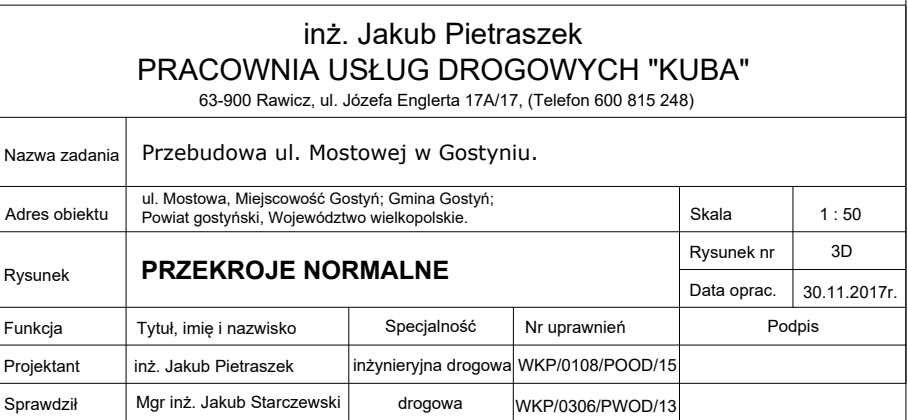 inż. Jakub Pietraszek
PRACOWNIA USŁUG DROGOWYCH "KUBA"
63-900 Rawicz, ul. Józefa Englerta 17A/17, (Telefon 600 815 248)
Nazwa zadania Przebudowa ul. Mostowej w Gostyniu.
Adres obiektu ul. Mostowa, Miejscowość Gostyń; Gmina Gostyń;
Powiat gostyński, Województwo wielkopolskie.
Skala 1 : 50
Rysunek PRZEKROJE NORMALNE
Rysunek nr 3D
Data oprac. 30.11.2017r.
Funkcja Tytuł, imię i nazwisko Specjalność Nr uprawnień Podpis
Projektant inż. Jakub Pietraszek inżynieryjna drogowa WKP/0108/POOD/15
Sprawdził Mgr inż. Jakub Starczewski drogowa WKP/0306/PWOD/13